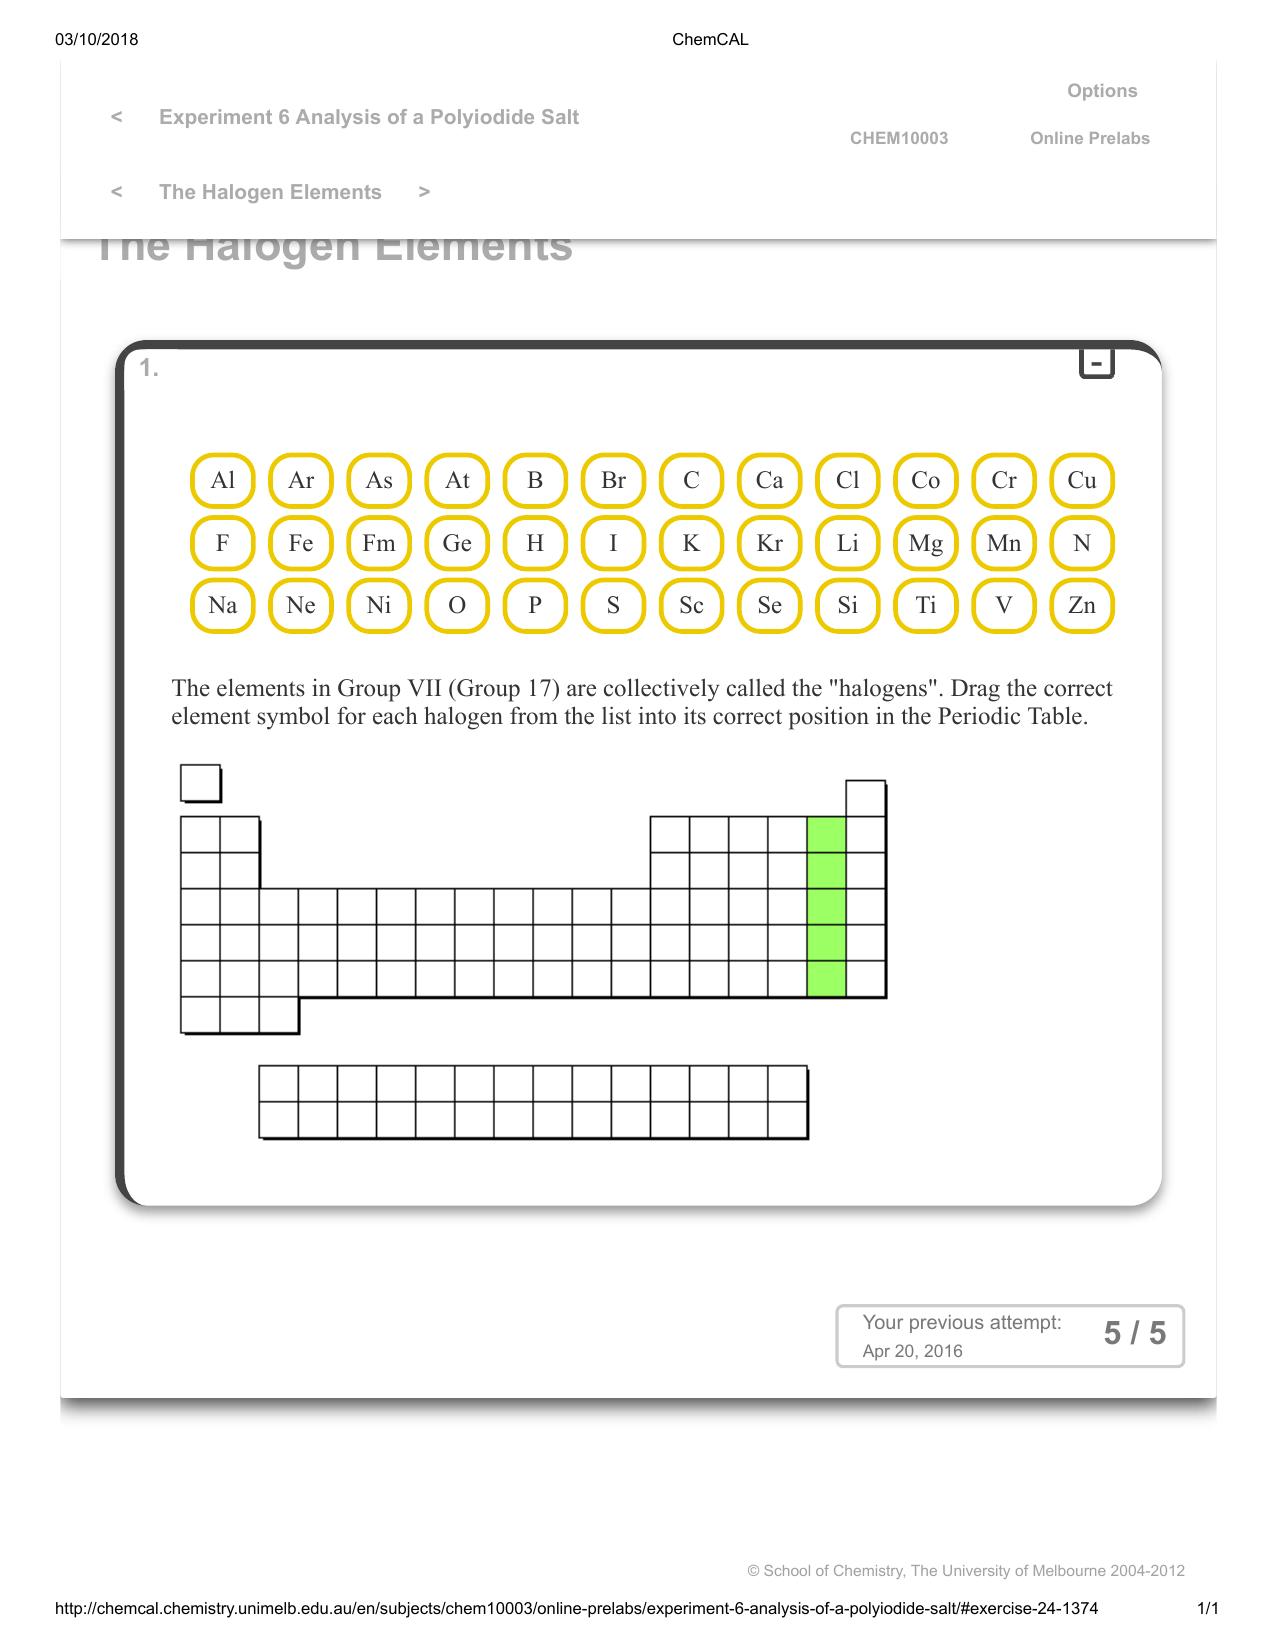 03/10/2018 ChemCAL
Options
< Experiment 6 Analysis of a Polyiodide Salt
CHEM10003 Online Prelabs
< The Halogen Elements >
The Halogen Elements
1.
-
Al Ar As At B Br C Ca Cl Co Cr Cu
F Fe Fm Ge H I K Kr Li Mg Mn N
Na Ne Ni O P S Sc Se Si Ti V Zn
The elements in Group VII (Group 17) are collectively called the "halogens". Drag the correct
element symbol for each halogen from the list into its correct position in the Periodic Table.
Your previous attempt: 5 / 5
Apr 20, 2016
© School of Chemistry, The University of Melbourne 2004-2012
http://chemcal.chemistry.unimelb.edu.au/en/subjects/chem10003/online-prelabs/experiment-6-analysis-of-a-polyiodide-salt/#exercise-24-1374 1/1